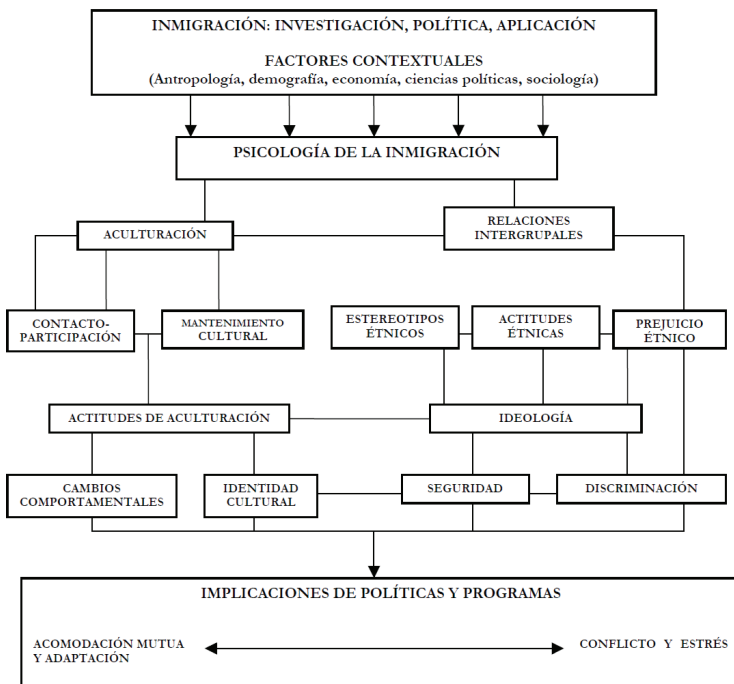 INMIGRACIÓN: INVESTIGACIÓN, POLÍTICA, APLICACIÓN
FACTORES CONTEXTUALES
(Antropología, demografía, economía, ciencias políticas, sociología)
PSICOLOGÍA DE LA INMIGRACIÓN
ACULTURACIÓN
RELACIONES
INTERGRUPALES
CONTACTO-
PARTICIPACIÓN
MANTENIMIENTO
CULTURAL
ESTEREOTIPOS
ÉTNICOS
ACTITUDES
ÉTNICAS
PREJUICIO
ÉTNICO
ACTITUDES DE ACULTURACIÓN
IDEOLOGÍA
CAMBIOS
COMPORTAMENTALES
IDENTIDAD
CULTURAL
SEGURIDAD
DISCRIMINACIÓN
IMPLICACIONES DE POLÍTICAS Y PROGRAMAS
ACOMODACIÓN MUTUA
Y ADAPTACIÓN
CONFLICTO Y ESTRÉS